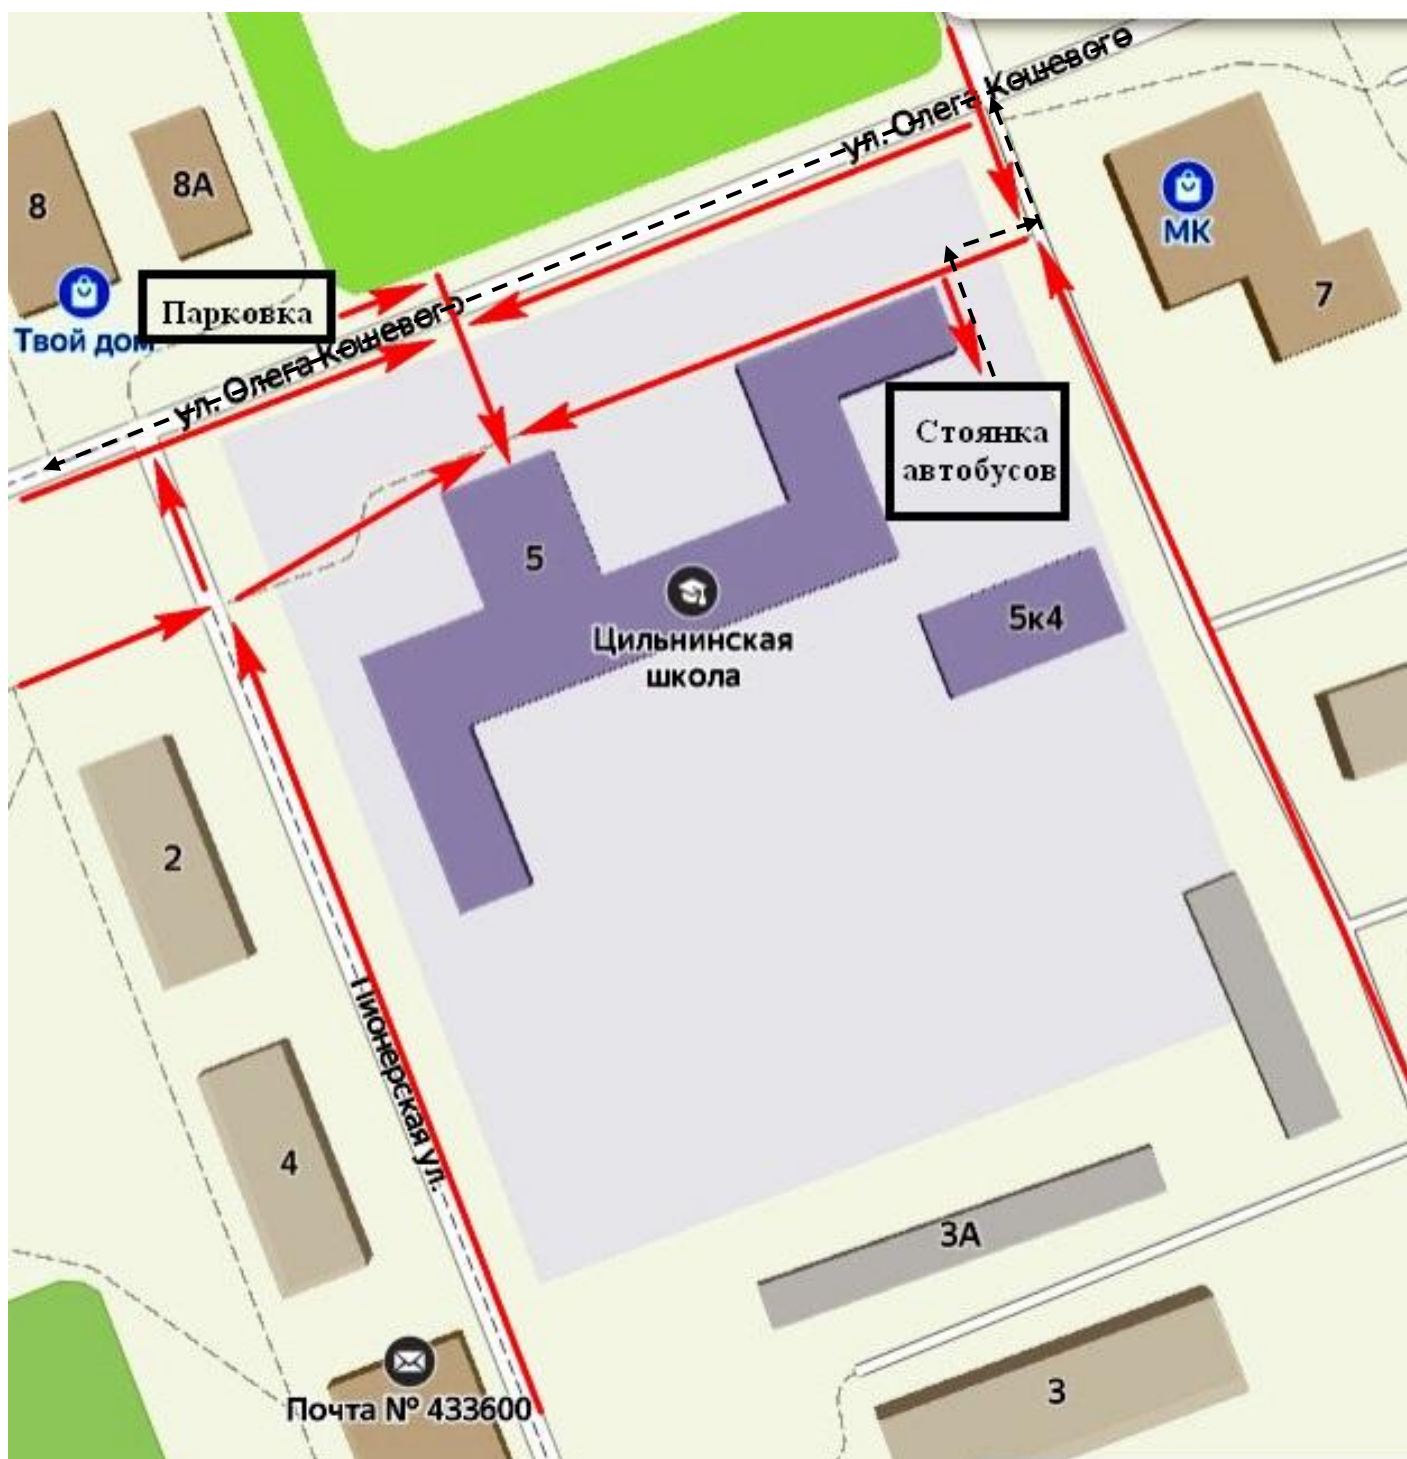 ул. Олега Кошевого
8
8А
МК
7
Твой дом
Парковка
ул. Олега Кошевого
Стоянка
автобусов
5
Цильнинская
школа
5к4
2
Пионерская ул.
4
3А
3
Почта № 433600